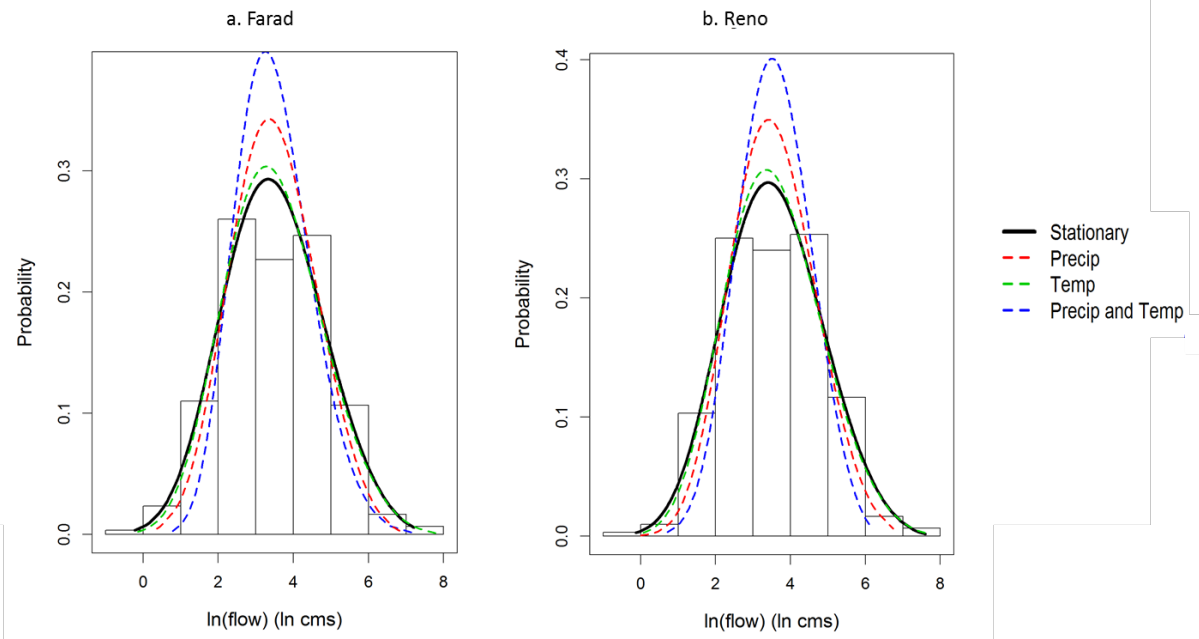 a. Farad
b. Reno
Probability
0.0
0.1
0.2
0.3
0
2
4
6
8
ln(flow) (ln cms)
Probability
0.0
0.1
0.2
0.3
0.4
0
2
4
6
8
ln(flow) (ln cms)
Stationary
Precip
Temp
Precip and Temp